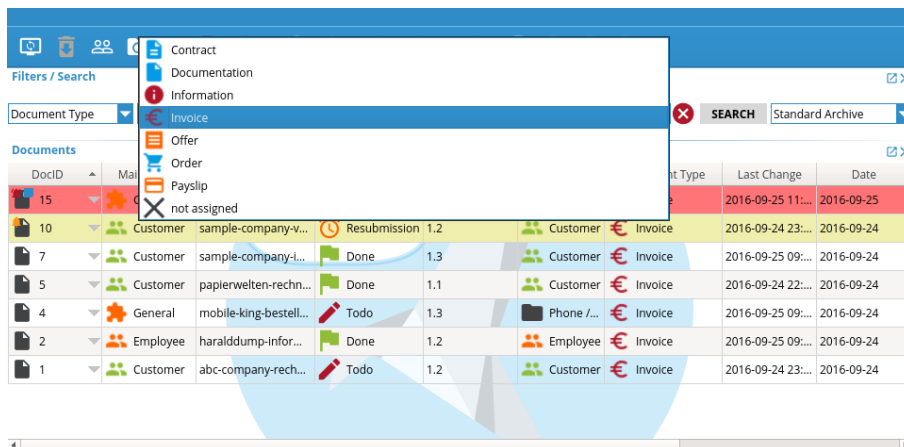 Contract
Documentation
Filters / Search
Information
Document Type
Invoice
SEARCH
Standard Archive
Offer
Documents
Order
DocID
Mai
Payslip
nt Type
Last Change
Date
15
not assigned
2016-09-25 11:... 2016-09-25
10 Customer sample-company-v... Resubmission 1.2 Customer Invoice 2016-09-24 23:... 2016-09-24
7 Customer sample-company-i... Done 1.3 Customer Invoice 2016-09-25 09:... 2016-09-24
5 Customer papierwelten-rechn... Done 1.1 Customer Invoice 2016-09-24 22:... 2016-09-24
4 General mobile-king-bestell... Todo 1.3 Phone /... Invoice 2016-09-25 09:... 2016-09-24
2 Employee haralddump-infor... Done 1.2 Employee Invoice 2016-09-25 09:... 2016-09-24
1 Customer abc-company-rech... Todo 1.2 Customer Invoice 2016-09-24 23:... 2016-09-24